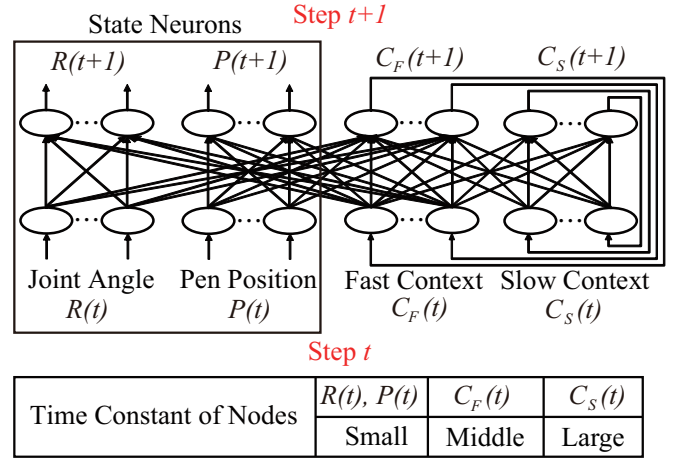 Step t+1
State Neurons
R(t+1) P(t+1) C_F(t+1) C_S(t+1)
... ... ... ...
... ... ... ...
Joint Angle Pen Position Fast Context Slow Context
R(t) P(t) C_F(t) C_S(t)
Step t
Time Constant of Nodes R(t), P(t) C_F(t) C_S(t)
Small Middle Large